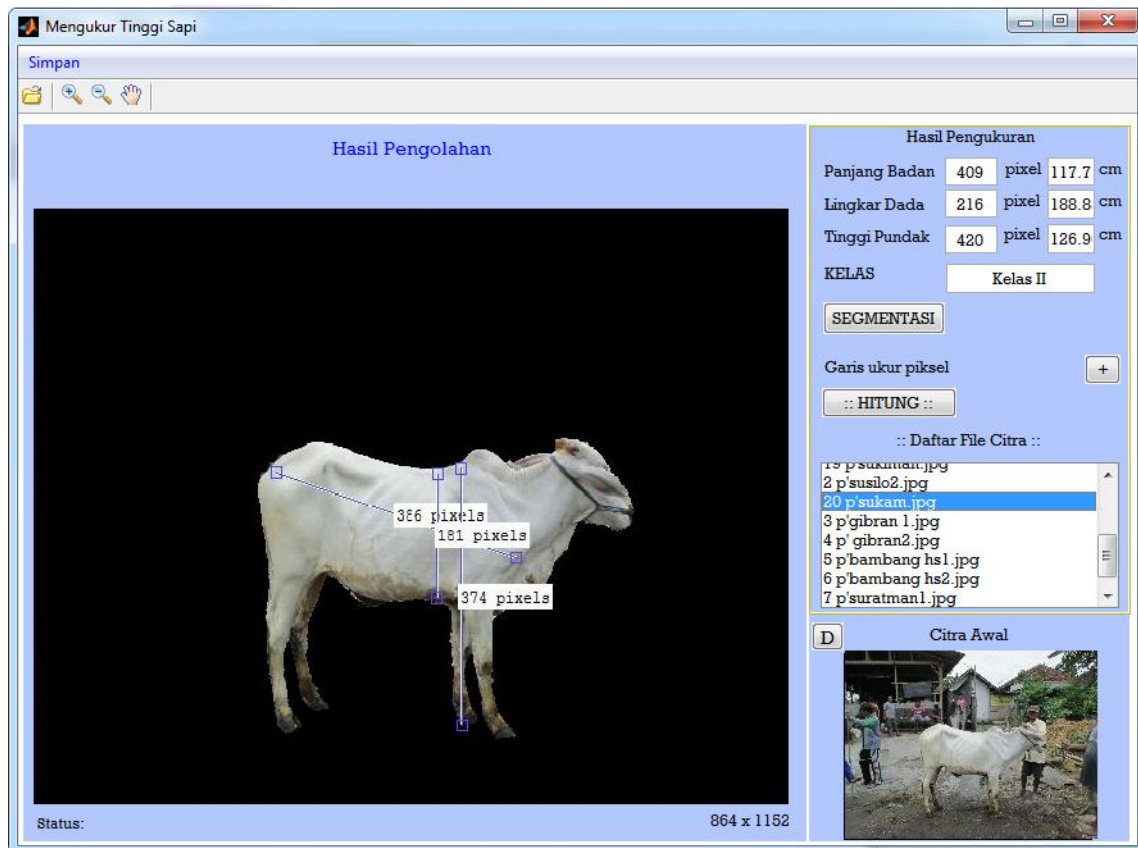 Mengukur Tinggi Sapi
Simpan
Hasil Pengolahan
386 pixels
181 pixels
374 pixels
Status:
864 x 1152
Hasil Pengukuran
Panjang Badan 409 pixel 117.7 cm
Lingkar Dada 216 pixel 188.8 cm
Tinggi Pundak 420 pixel 126.9 cm
KELAS Kelas II
SEGMENTASI
Garis ukur piksel +
:: HITUNG ::
:: Daftar File Citra ::
19 p'sukiman.jpg
2 p'susilo2.jpg
20 p'sukam.jpg
3 p'gibran 1.jpg
4 p' gibran2.jpg
5 p'bambang hs1.jpg
6 p'bambang hs2.jpg
7 p'suratman1.jpg
D Citra Awal